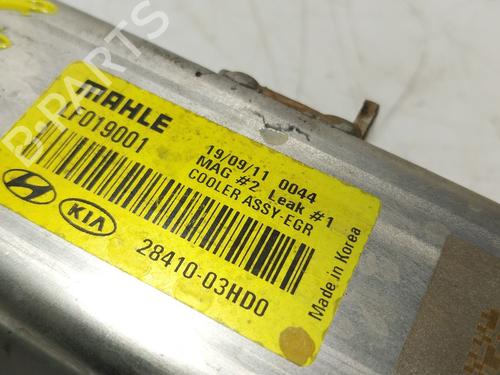 MAHLE
LF019001
19/09/11 0044
MAG #2 Leak #1
COOLER ASSY-EGR
KIA
28410-03HD0
Made in Korea
B-PARTS